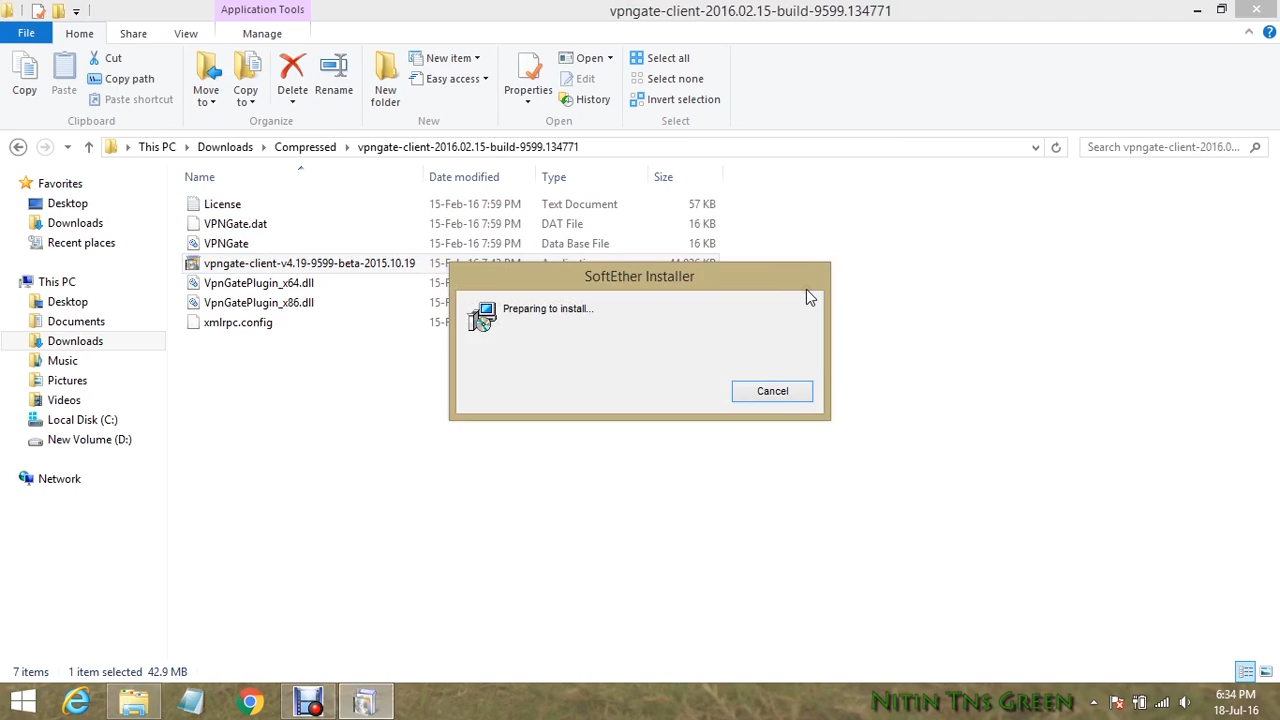 Application Tools
vpngate-client-2016.02.15-build-9599.134771
File
Home
Share
View
Manage
Copy
Paste
Cut
Copy path
Paste shortcut
Clipboard
Move to
Copy to
Delete
Rename
Organize
New folder
New item
Easy access
New
Properties
Open
Edit
History
Open
Select all
Select none
Invert selection
Select
This PC
Downloads
Compressed
vpngate-client-2016.02.15-build-9599.134771
Search vpngate-client-2016.0...
Favorites
Desktop
Downloads
Recent places
This PC
Desktop
Documents
Downloads
Music
Pictures
Videos
Local Disk (C:)
New Volume (D:)
Network
Name Date modified Type Size
License 15-Feb-16 7:59 PM Text Document 57 KB
VPNGate.dat 15-Feb-16 7:59 PM DAT File 16 KB
VPNGate 15-Feb-16 7:59 PM Data Base File 16 KB
vpngate-client-v4.19-9599-beta-2015.10.19
VpnGatePlugin_x64.dll 15-F
VpnGatePlugin_x86.dll 15-F
xmlrpc.config 15-F
SoftEther Installer
Preparing to install...
Cancel
7 items 1 item selected 42.9 MB
Nitin Tns Green
6:34 PM
18-Jul-16